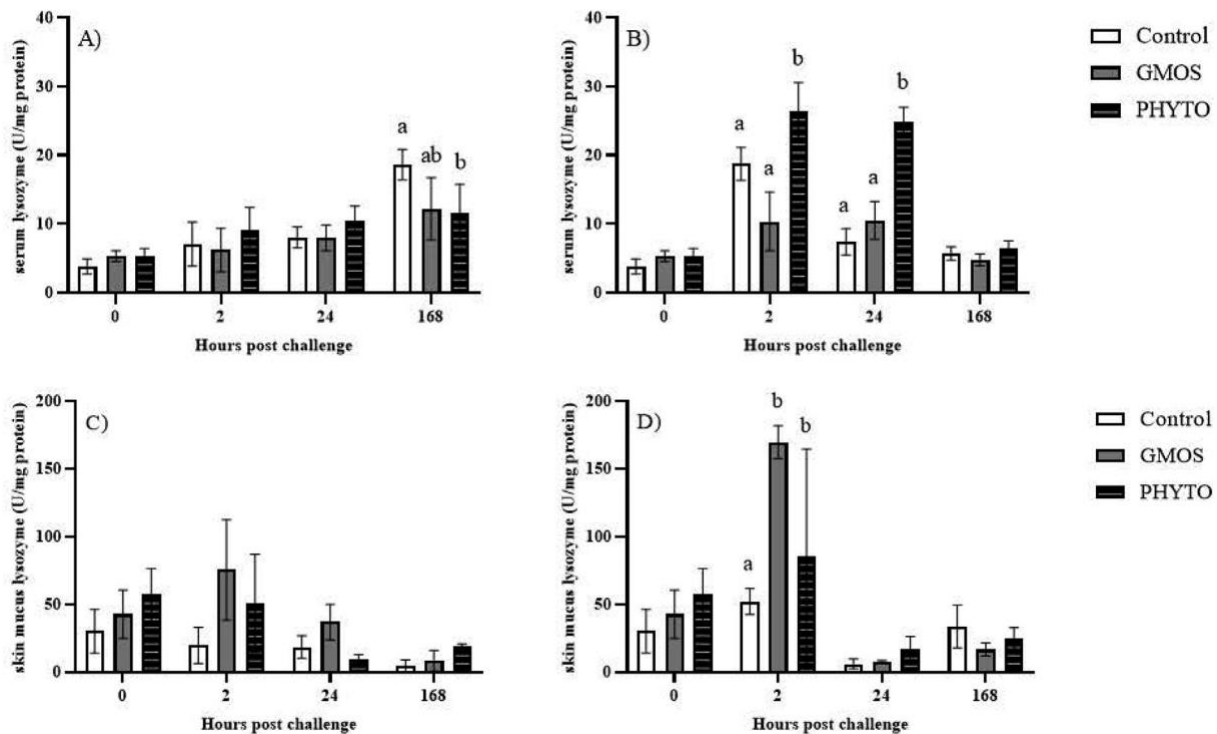 A)
serum lysozyme (U/mg protein)
40
30
20
10
0
a
ab
b
0
2
24
168
Hours post challenge
B)
serum lysozyme (U/mg protein)
40
30
20
10
0
a
a
b
a
a
b
0
2
24
168
Hours post challenge
Control
GMOS
PHYTO
C)
skin mucus lysozyme (U/mg protein)
200
150
100
50
0
0
2
24
168
Hours post challenge
D)
skin mucus lysozyme (U/mg protein)
200
150
100
50
0
a
b
b
0
2
24
168
Hours post challenge
Control
GMOS
PHYTO